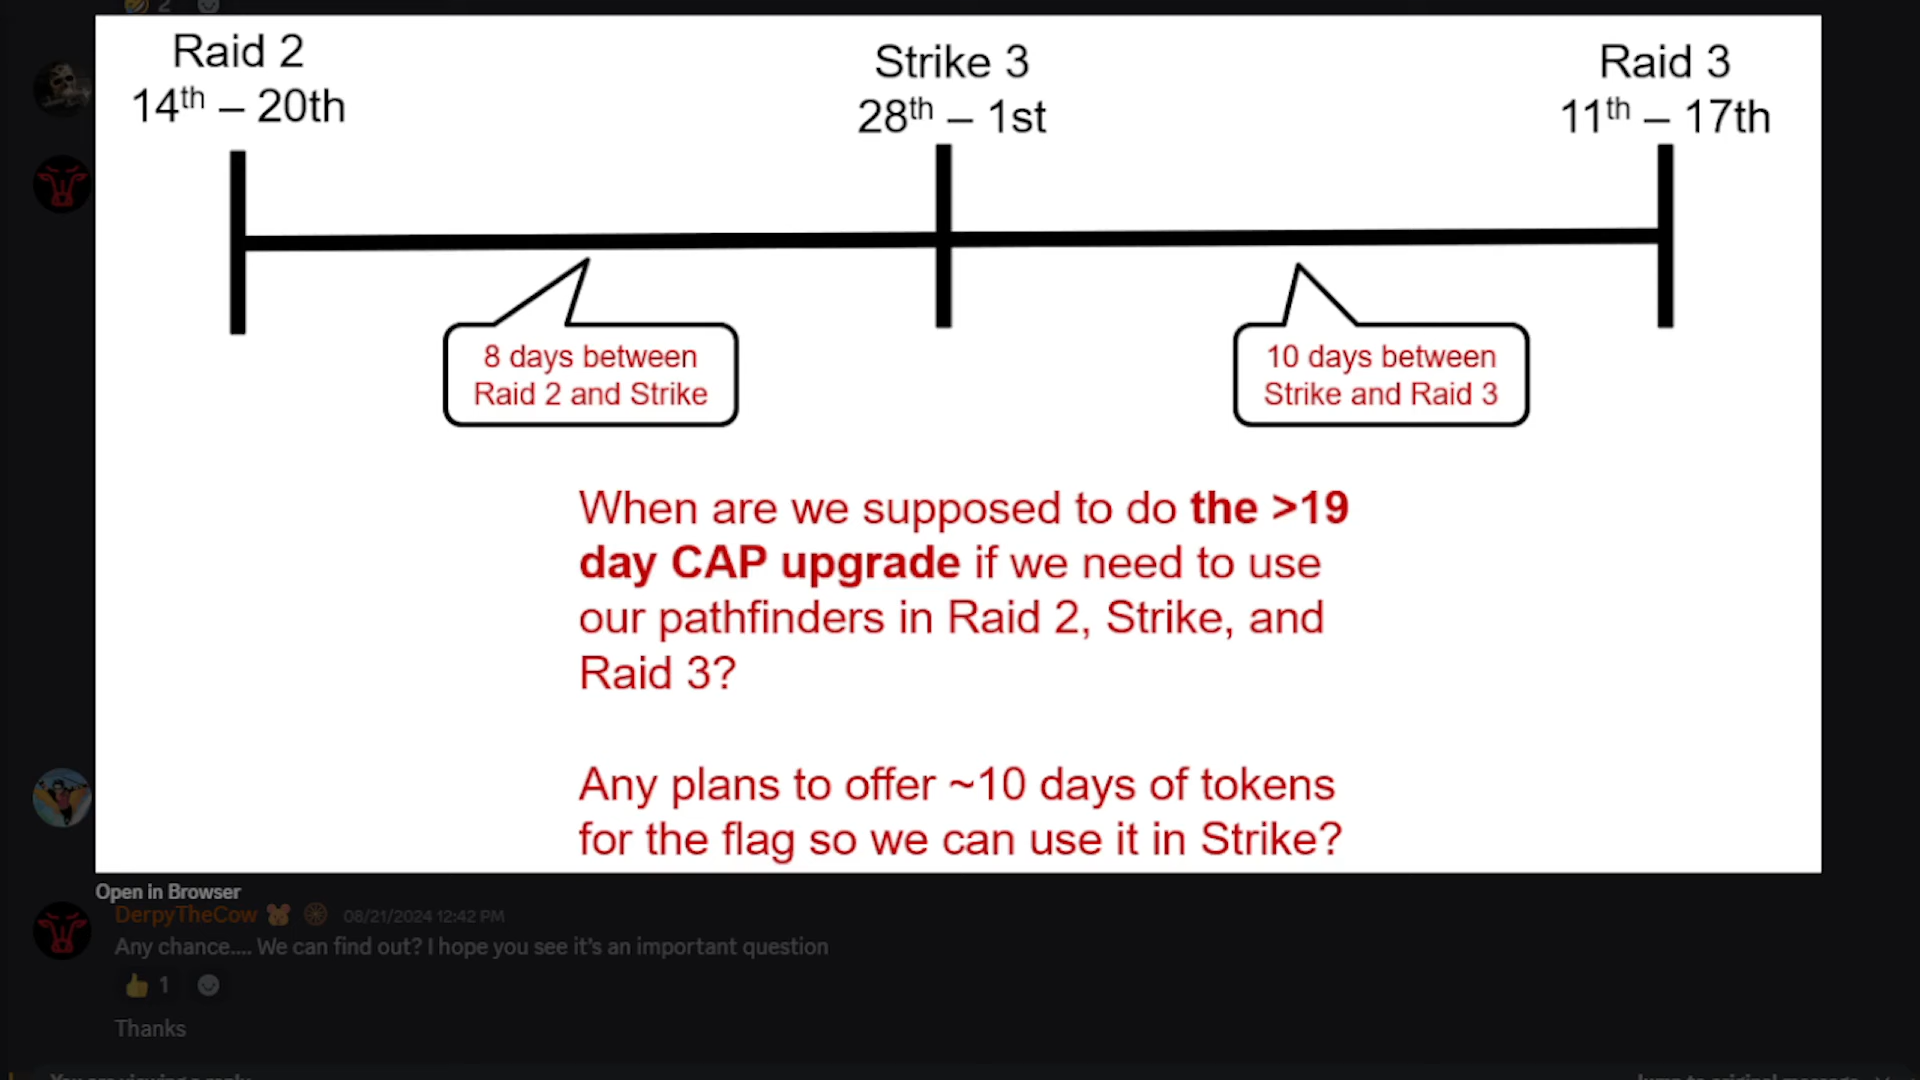 2
Raid 2
14th – 20th
Strike 3
28th – 1st
Raid 3
11th – 17th
8 days between
Raid 2 and Strike
10 days between
Strike and Raid 3
When are we supposed to do the >19
day CAP upgrade if we need to use
our pathfinders in Raid 2, Strike, and
Raid 3?
Any plans to offer ~10 days of tokens
for the flag so we can use it in Strike?
Open in Browser
DerpyTheCow 08/21/2024 12:42 PM
Any chance.... We can find out? I hope you see it's an important question
1
Thanks